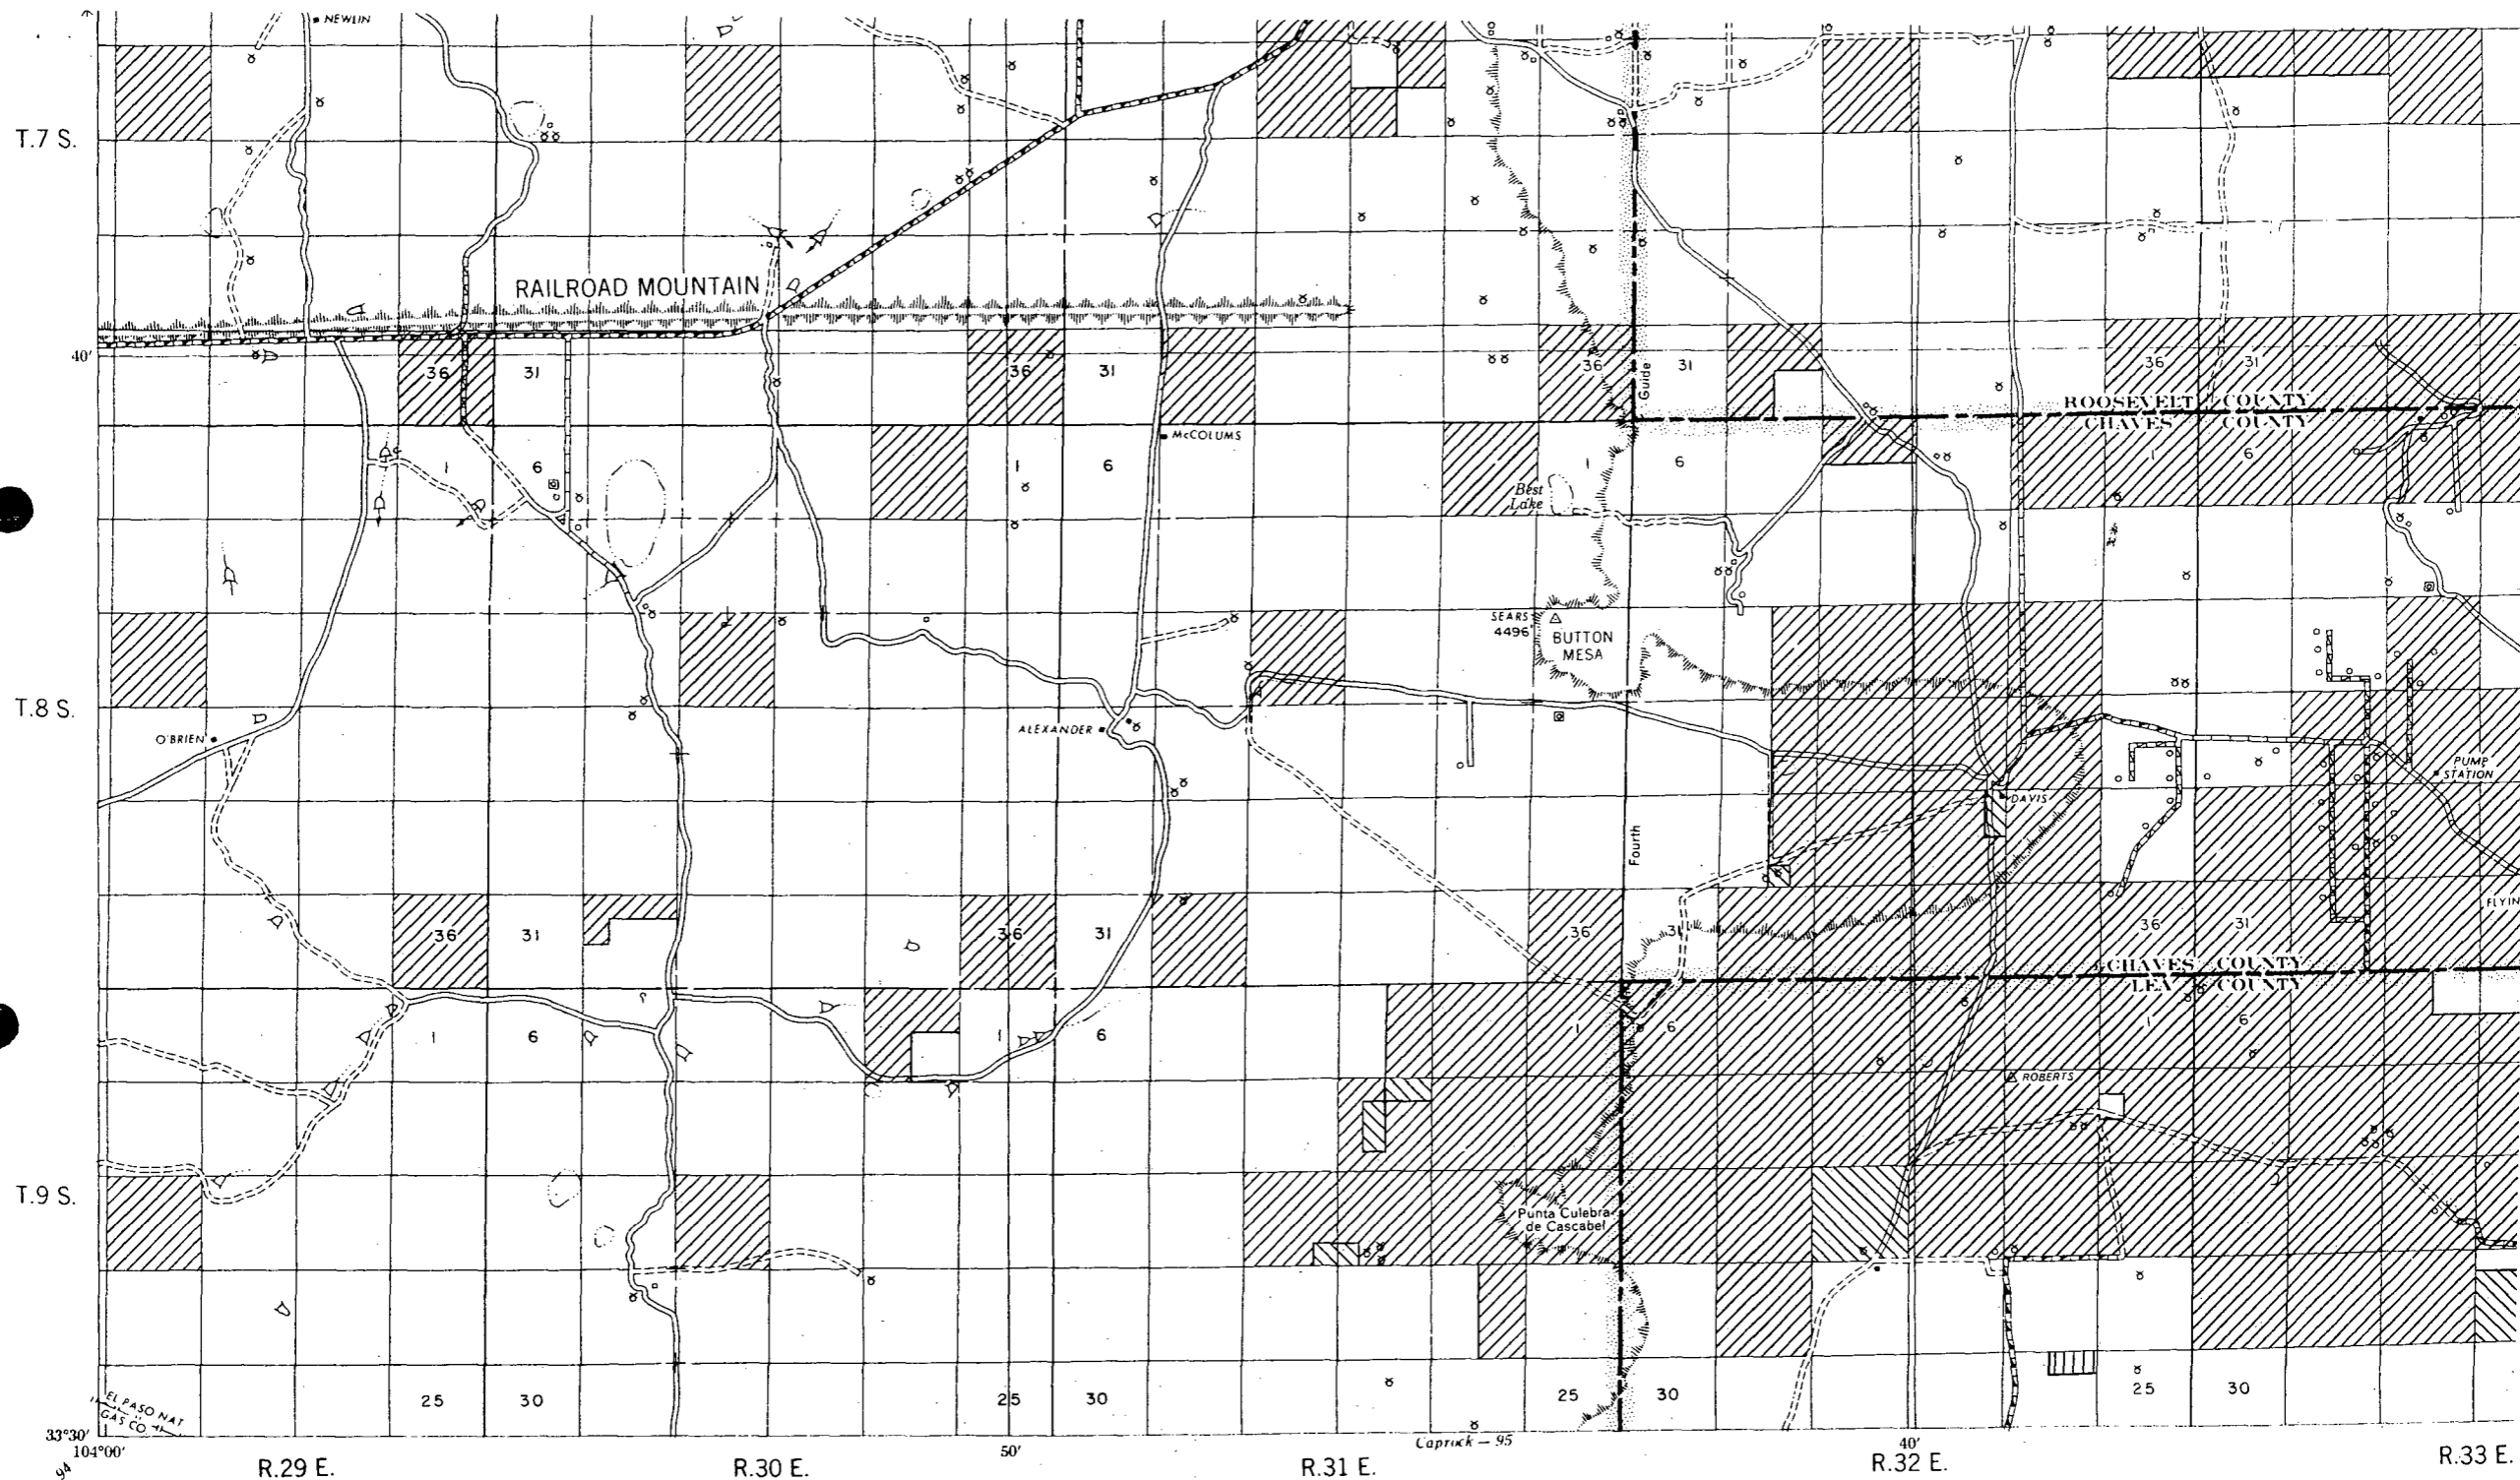 NEWLIN
T.7 S.
RAILROAD MOUNTAIN
40'
36 31
36 31
36 31
36 31
Guide
ROOSEVELT COUNTY
CHAVES COUNTY
McCOLUMS
1 6
1 6
1 6
1 6
Best
Lake
SEARS
4496'
BUTTON
MESA
T.8 S.
O'BRIEN
ALEXANDER
PUMP
STATION
DAVIS
Fourth
FLYIN
36 31
36 31
36 31
36 31
CHAVES COUNTY
LEA COUNTY
1 6
1 6
1 6
1 6
ROBERTS
T.9 S.
Punta Culebra
de Cascabel
25 30
25 30
25 30
25 30
EL PASO NAT
GAS CO
33°30'
104°00'
50'
Caprock — 95
40'
94
R.29 E.
R.30 E.
R.31 E.
R.32 E.
R.33 E.